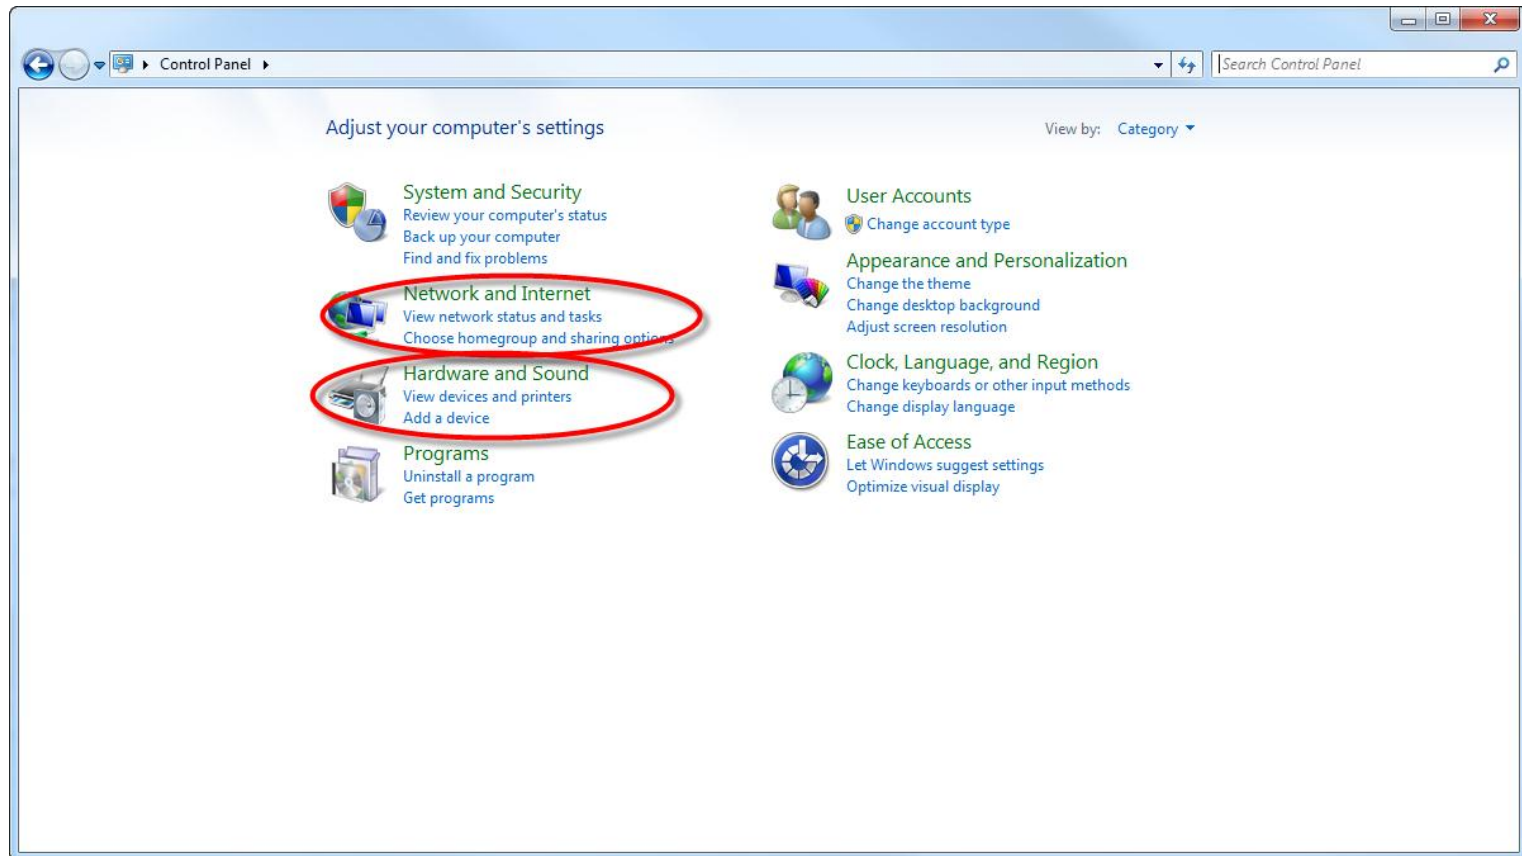 Control Panel
Search Control Panel
Adjust your computer's settings
View by: Category
System and Security
Review your computer's status
Back up your computer
Find and fix problems
Network and Internet
View network status and tasks
Choose homegroup and sharing options
Hardware and Sound
View devices and printers
Add a device
Programs
Uninstall a program
Get programs
User Accounts
Change account type
Appearance and Personalization
Change the theme
Change desktop background
Adjust screen resolution
Clock, Language, and Region
Change keyboards or other input methods
Change display language
Ease of Access
Let Windows suggest settings
Optimize visual display